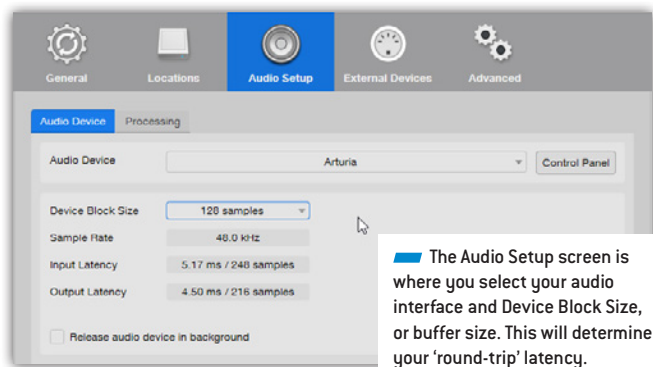 General Locations Audio Setup External Devices Advanced
Audio Device Processing
Audio Device Arturia Control Panel
Device Block Size 128 samples
Sample Rate 48.0 kHz
Input Latency 5.17 ms / 248 samples
Output Latency 4.50 ms / 216 samples
Release audio device in background
The Audio Setup screen is
where you select your audio
interface and Device Block Size,
or buffer size. This will determine
your ‘round-trip’ latency.